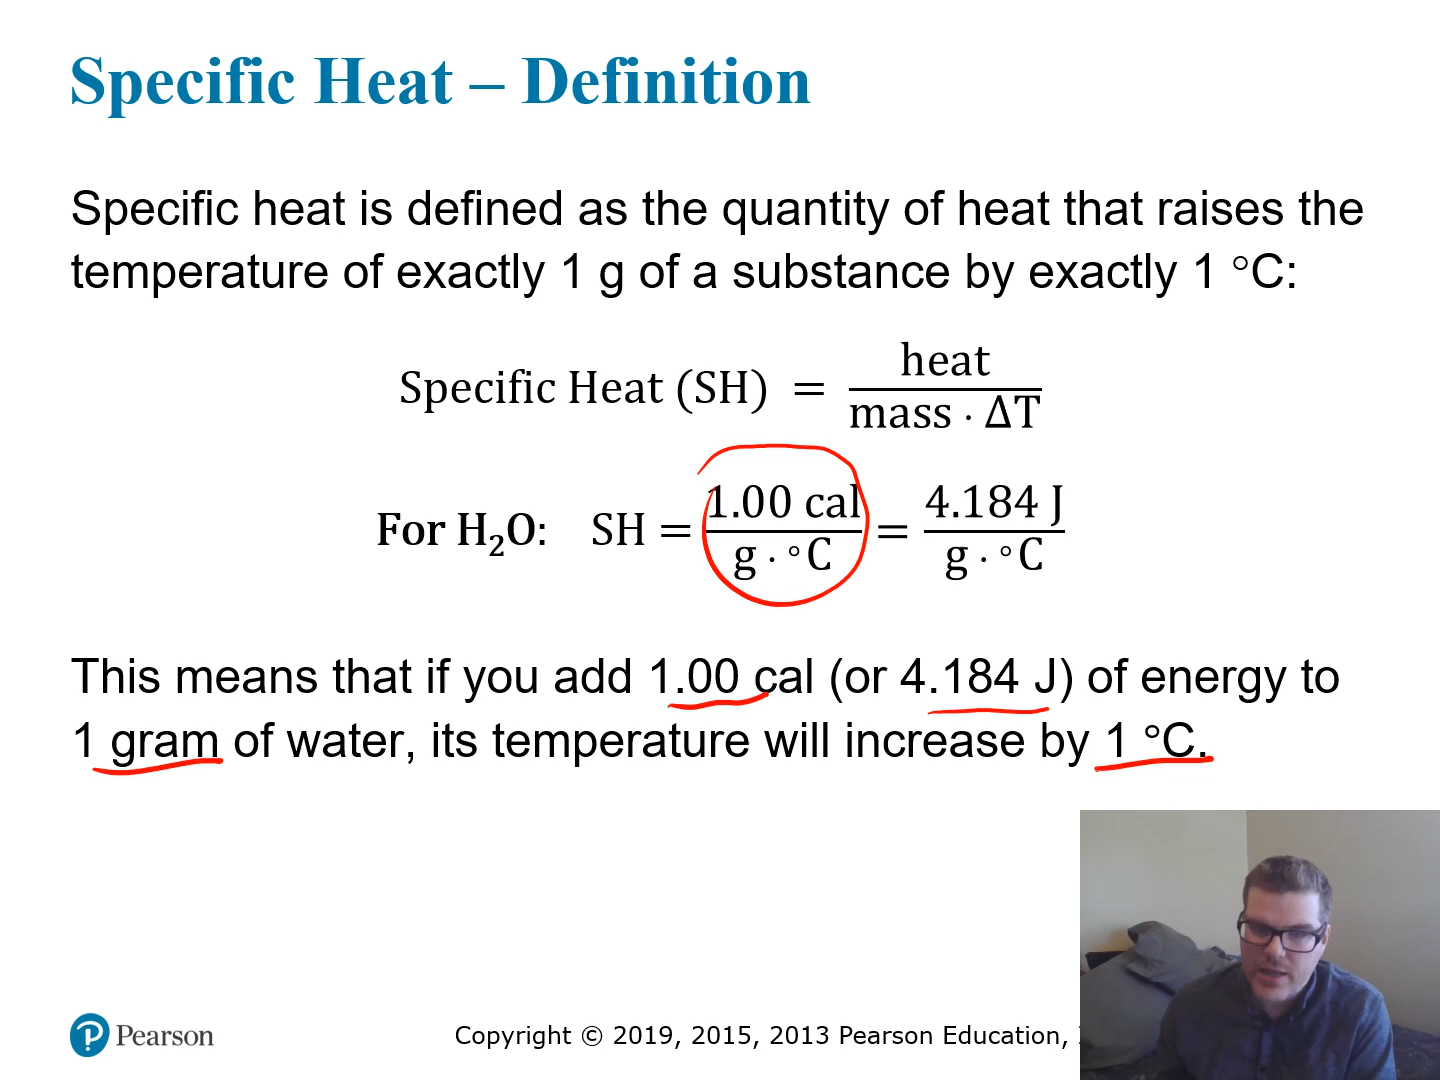 Specific Heat – Definition
Specific heat is defined as the quantity of heat that raises the
temperature of exactly 1 g of a substance by exactly 1 °C:
Specific Heat (SH) = heat / mass · ΔT
For H₂O: SH = 1.00 cal / g · °C = 4.184 J / g · °C
This means that if you add 1.00 cal (or 4.184 J) of energy to
1 gram of water, its temperature will increase by 1 °C.
P Pearson
Copyright © 2019, 2015, 2013 Pearson Education,